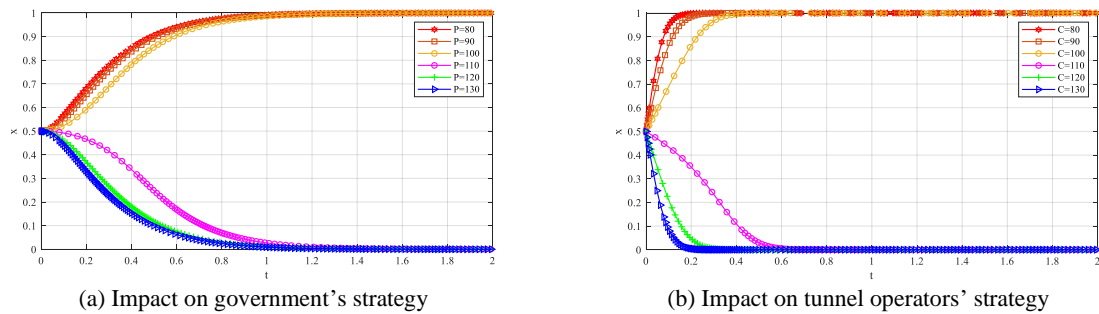 1
0.9
0.8
0.7
0.6
0.5
0.4
0.3
0.2
0.1
0
x
0 0.2 0.4 0.6 0.8 1 1.2 1.4 1.6 1.8 2
t
P=80
P=90
P=100
P=110
P=120
P=130
(a) Impact on government’s strategy
1
0.9
0.8
0.7
0.6
0.5
0.4
0.3
0.2
0.1
0
x
0 0.2 0.4 0.6 0.8 1 1.2 1.4 1.6 1.8 2
t
C=80
C=90
C=100
C=110
C=120
C=130
(b) Impact on tunnel operators’ strategy